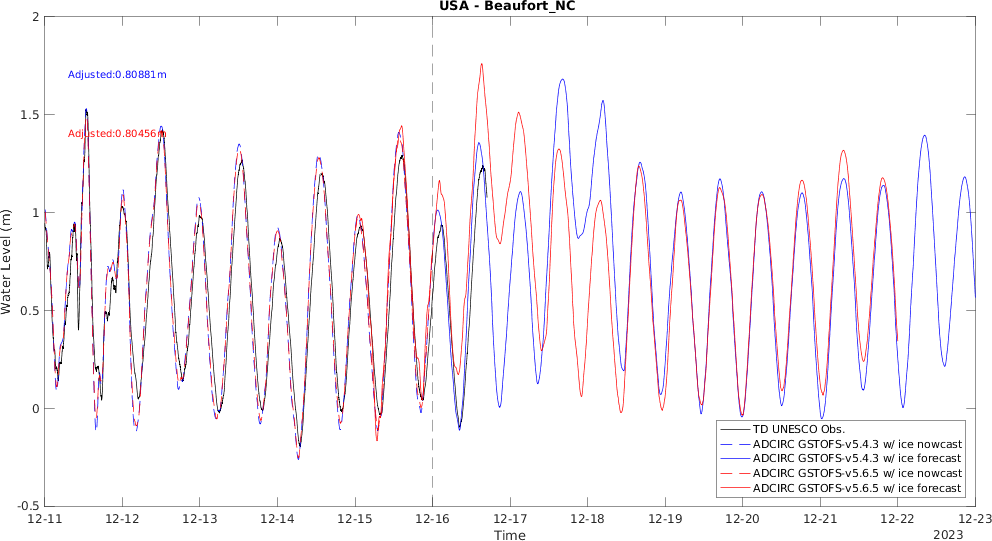 USA - Beaufort_NC
2
Adjusted:0.80881m
1.5
Adjusted:0.80456m
1
Water Level (m)
0.5
0
TD UNESCO Obs.
ADCIRC GSTOFS-v5.4.3 w/ ice nowcast
ADCIRC GSTOFS-v5.4.3 w/ ice forecast
ADCIRC GSTOFS-v5.6.5 w/ ice nowcast
ADCIRC GSTOFS-v5.6.5 w/ ice forecast
-0.5
12-11 12-12 12-13 12-14 12-15 12-16 12-17 12-18 12-19 12-20 12-21 12-22 12-23
Time
2023